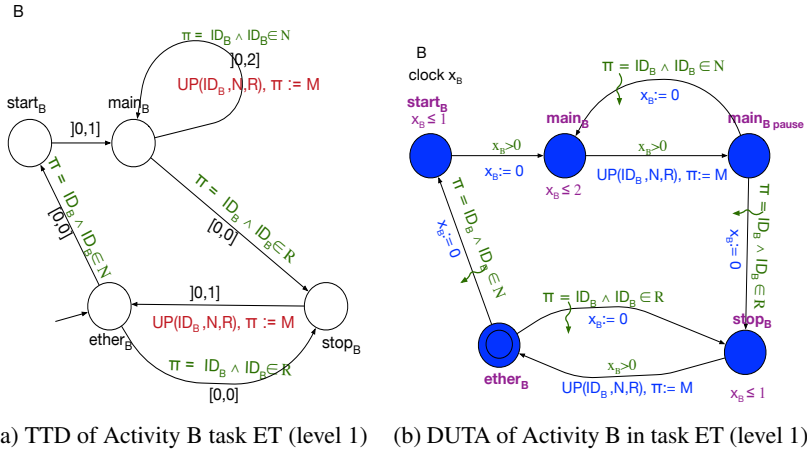 B
π = ID_B ∧ ID_B ∈ N
]0,2]
UP(ID_B,N,R), π := M
start_B
main_B
]0,1]
π = ID_B ∧ ID_B ∈ N
[0,0]
π = ID_B ∧ ID_B ∈ R
[0,0]
]0,1]
UP(ID_B,N,R), π := M
ether_B
stop_B
π = ID_B ∧ ID_B ∈ R
[0,0]
a) TTD of Activity B task ET (level 1)
B
clock x_B
π = ID_B ∧ ID_B ∈ N
x_B:= 0
start_B
x_B ≤ 1
main_B
main_B pause
x_B>0
x_B:= 0
x_B ≤ 2
x_B>0
UP(ID_B,N,R), π:= M
π = ID_B ∧ ID_B ∈ N
x_B:= 0
π = ID_B ∧ ID_B ∈ R
x_B:= 0
π = ID_B ∧ ID_B ∈ R
x_B:= 0
stop_B
x_B>0
UP(ID_B,N,R), π:= M
ether_B
x_B ≤ 1
(b) DUTA of Activity B in task ET (level 1)